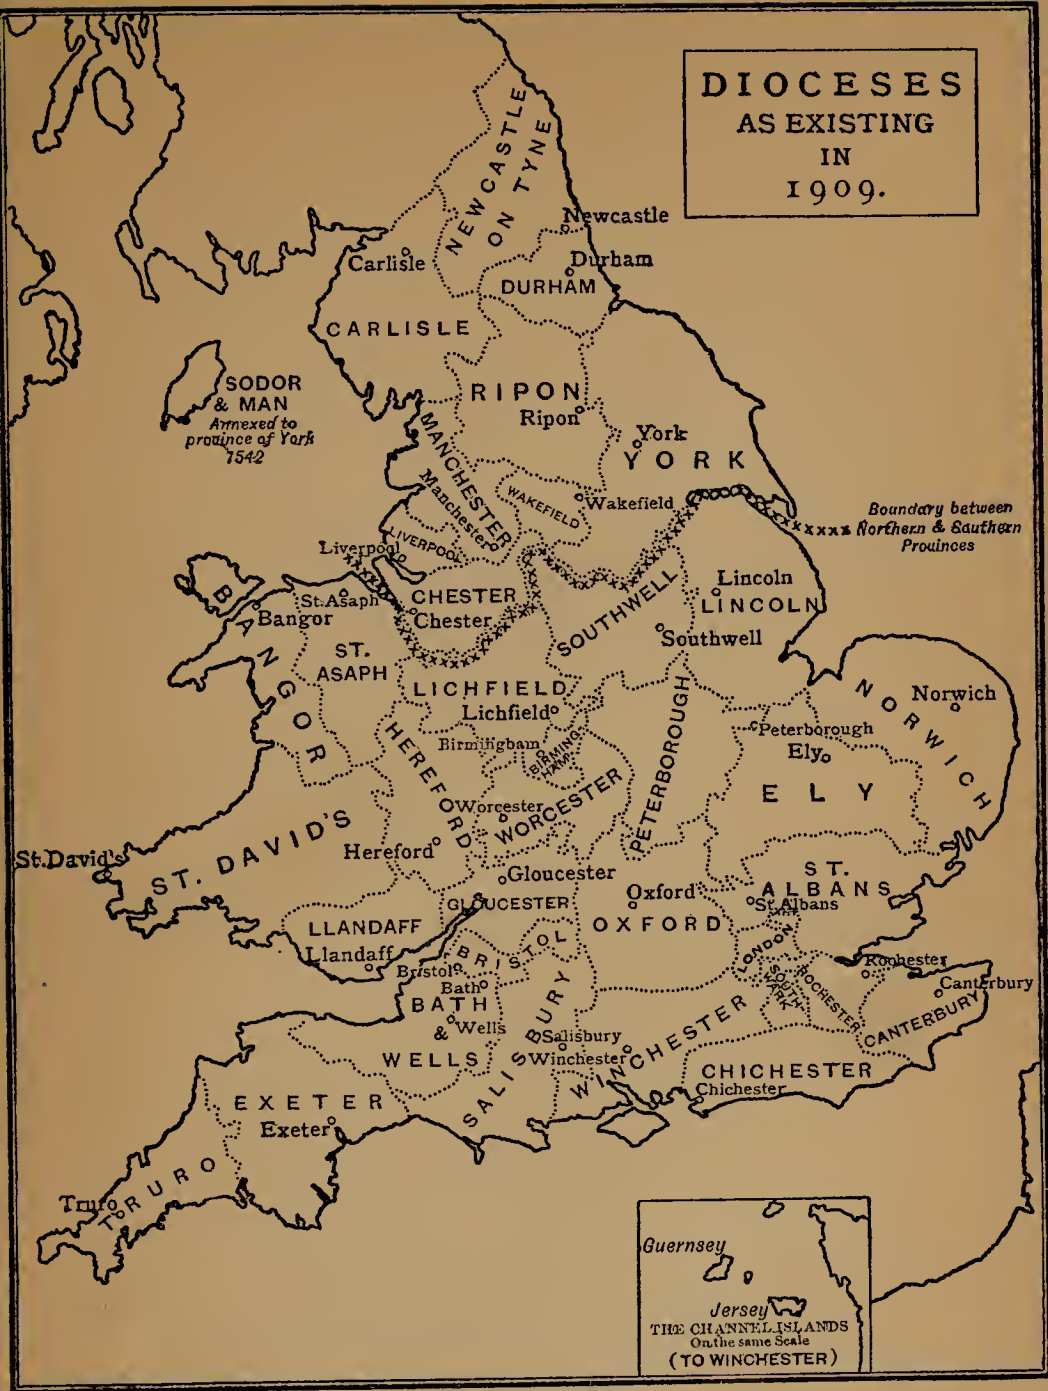 DIOCESES
AS EXISTING
IN
1909.
NEWCASTLE
ON TYNE
Newcastle
Carlisle
Durham
DURHAM
CARLISLE
SODOR
& MAN
Annexed to
province of York
1542
RIPON
Ripon
York
YORK
MANCHESTER
Manchester
WAKEFIELD
Wakefield
Boundary between
Northern & Southern
Provinces
LIVERPOOL
Liverpool
BANGOR
Bangor
St. Asaph
ST.
ASAPH
CHESTER
Chester
SOUTHWELL
Southwell
Lincoln
LINCOLN
LICHFIELD
Lichfield
HEREFORD
Birmingham
BIRMING-
HAM
PETERBOROUGH
Peterborough
NORWICH
Norwich
Ely
ELY
Worcester
WORCESTER
Hereford
St. David's
ST. DAVID'S
Gloucester
GLOUCESTER
Oxford
OXFORD
ST.
ALBANS
St. Albans
LLANDAFF
Llandaff
BRISTOL
Bristol
Bath
BATH
&
Wells
WELLS
LONDON
SOUTH
WARK
ROCHESTER
Rochester
Canterbury
CANTERBURY
SALISBURY
Salisbury
Winchester
WINCHESTER
CHICHESTER
Chichester
EXETER
Exeter
Truro
TRURO
Guernsey
Jersey
THE CHANNEL ISLANDS
On the same Scale
(TO WINCHESTER)